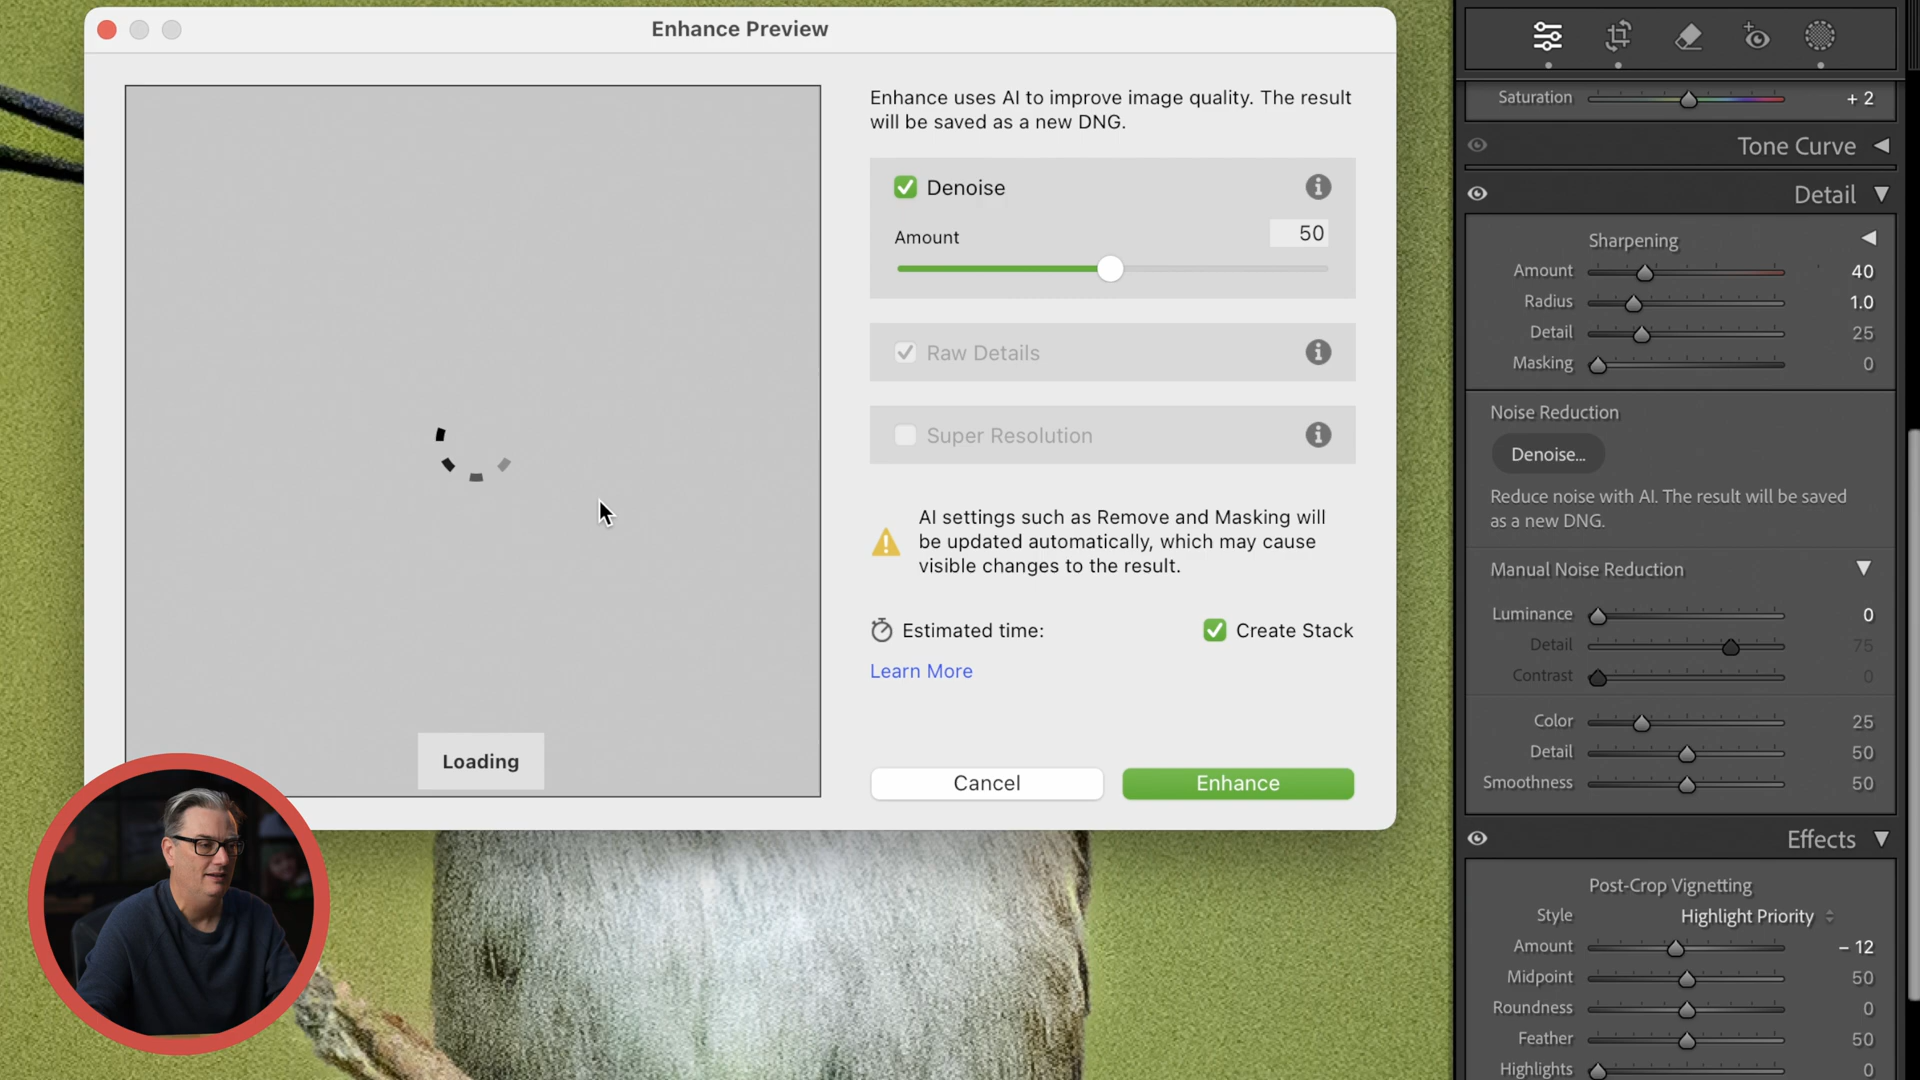 Enhance Preview
Enhance uses AI to improve image quality. The result
will be saved as a new DNG.
Denoise
Amount
50
Raw Details
Super Resolution
AI settings such as Remove and Masking will
be updated automatically, which may cause
visible changes to the result.
Estimated time:
Create Stack
Learn More
Loading
Cancel
Enhance
Saturation + 2
Tone Curve
Detail
Sharpening
Amount 40
Radius 1.0
Detail 25
Masking 0
Noise Reduction
Denoise...
Reduce noise with AI. The result will be saved
as a new DNG.
Manual Noise Reduction
Luminance 0
Detail 75
Contrast 0
Color 25
Detail 50
Smoothness 50
Effects
Post-Crop Vignetting
Style Highlight Priority
Amount – 12
Midpoint 50
Roundness 0
Feather 50
Highlights 0